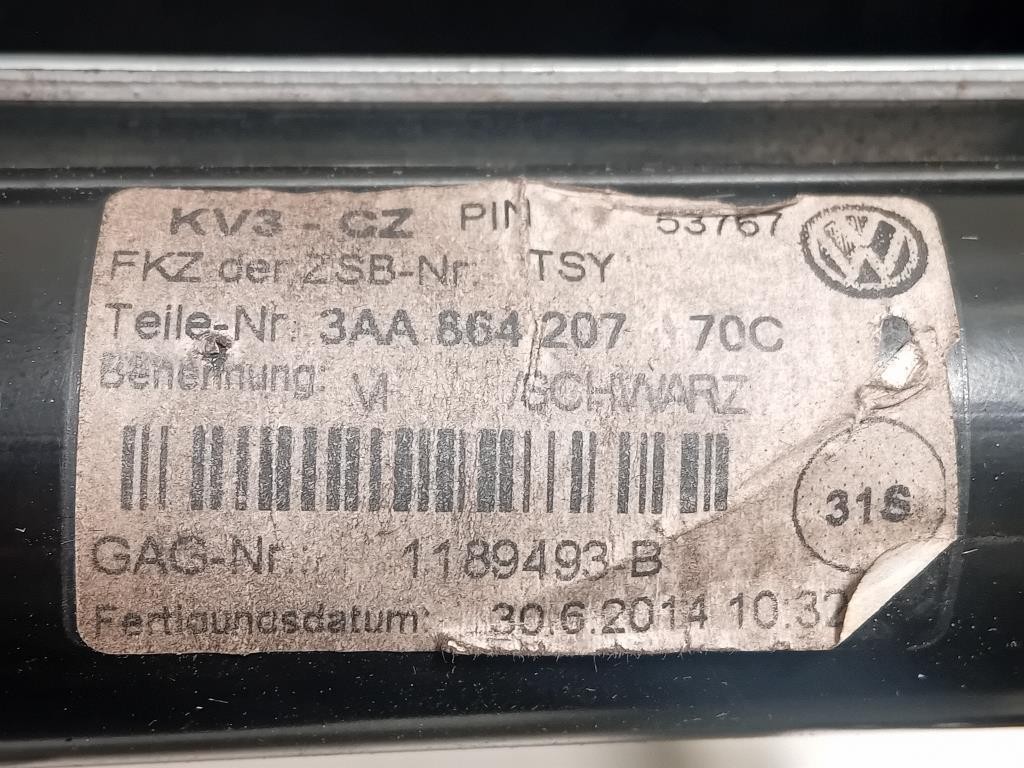 KV3 - CZ PIN 53767
FKZ der ZSB-Nr. TSY
Teile-Nr. 3AA 864 207 70C
Benennung: /SCHWARZ
GAG-Nr.: 1189493-B
31S
Fertigungsdatum: 30.6.2014 10:32